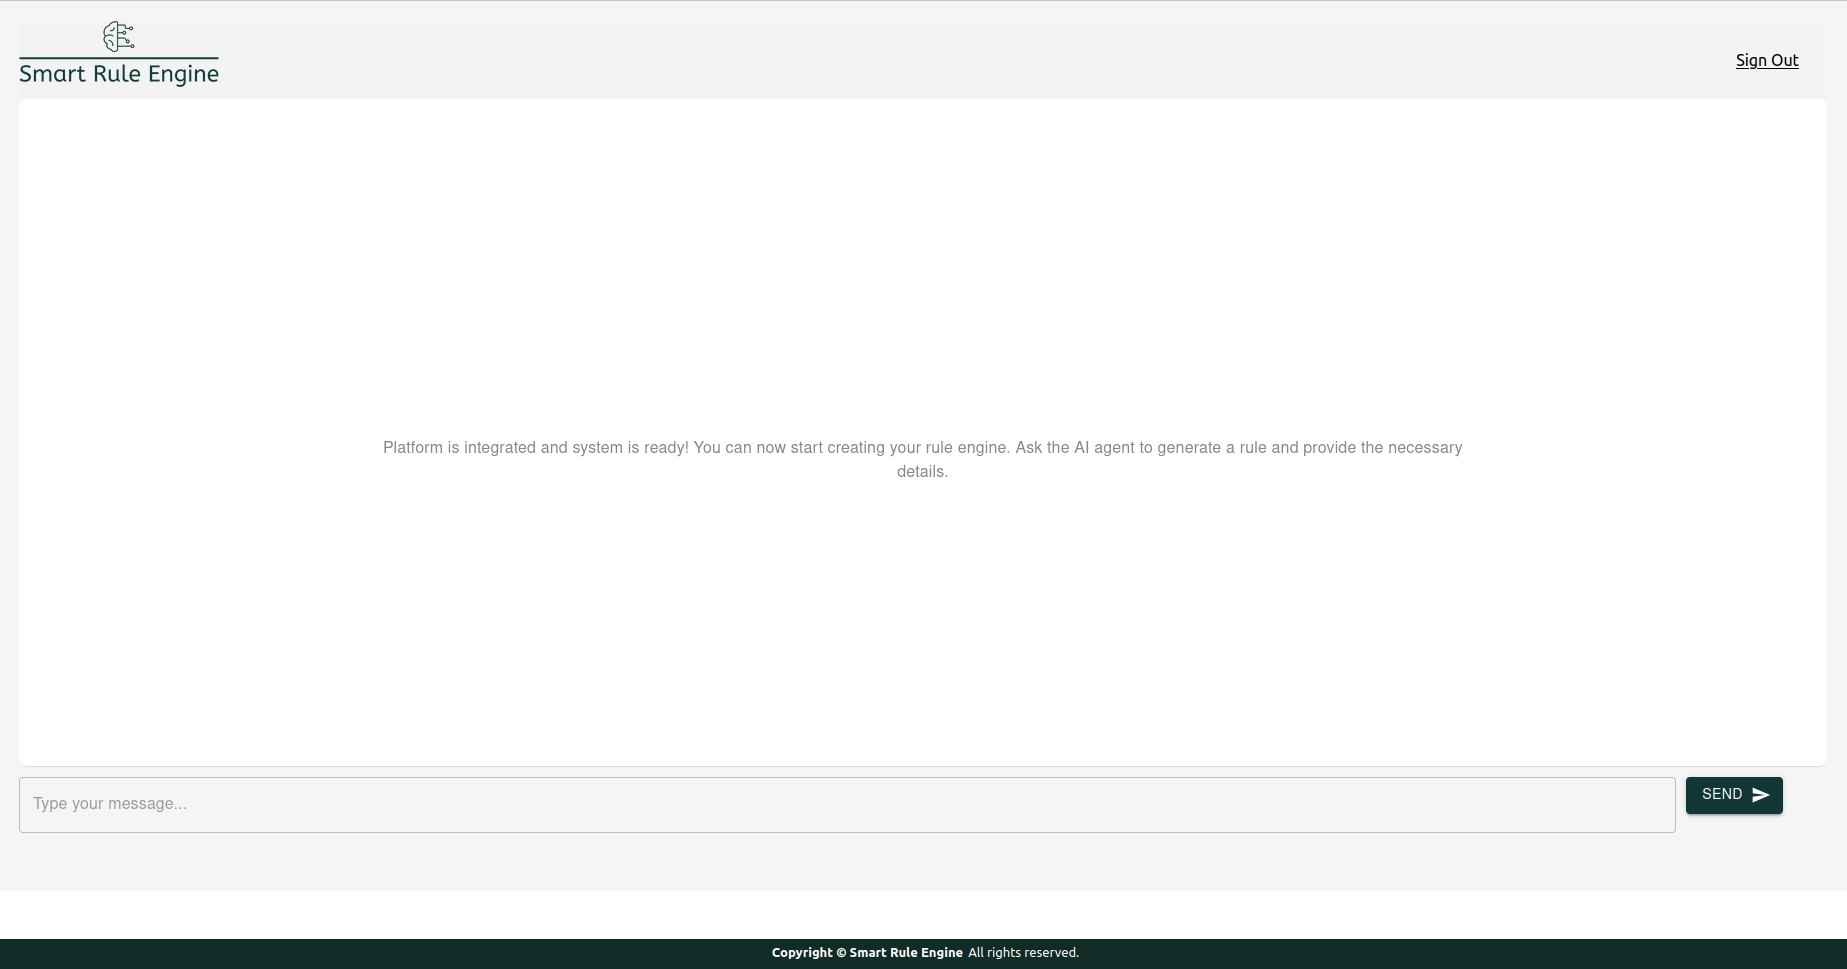 Smart Rule Engine
Sign Out
Platform is integrated and system is ready! You can now start creating your rule engine. Ask the AI agent to generate a rule and provide the necessary
details.
Type your message...
SEND
Copyright © Smart Rule Engine All rights reserved.